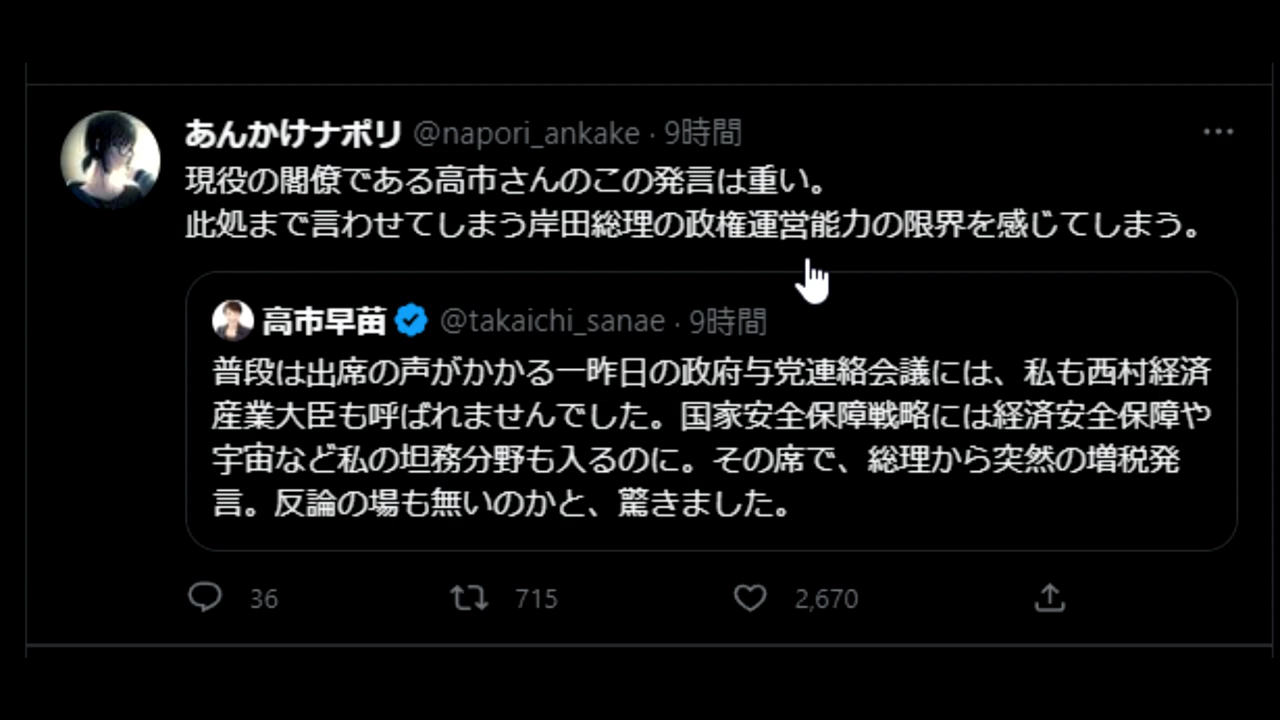 あんかけナポリ @napori_ankake · 9時間
現役の閣僚である高市さんのこの発言は重い。
此処まで言わせてしまう岸田総理の政権運営能力の限界を感じてしまう。
高市早苗 @takaichi_sanae · 9時間
普段は出席の声がかかる一昨日の政府与党連絡会議には、私も西村経済
産業大臣も呼ばれませんでした。国家安全保障戦略には経済安全保障や
宇宙など私の坦務分野も入るのに。その席で、総理から突然の増税発
言。反論の場も無いのかと、驚きました。
36 715 2,670